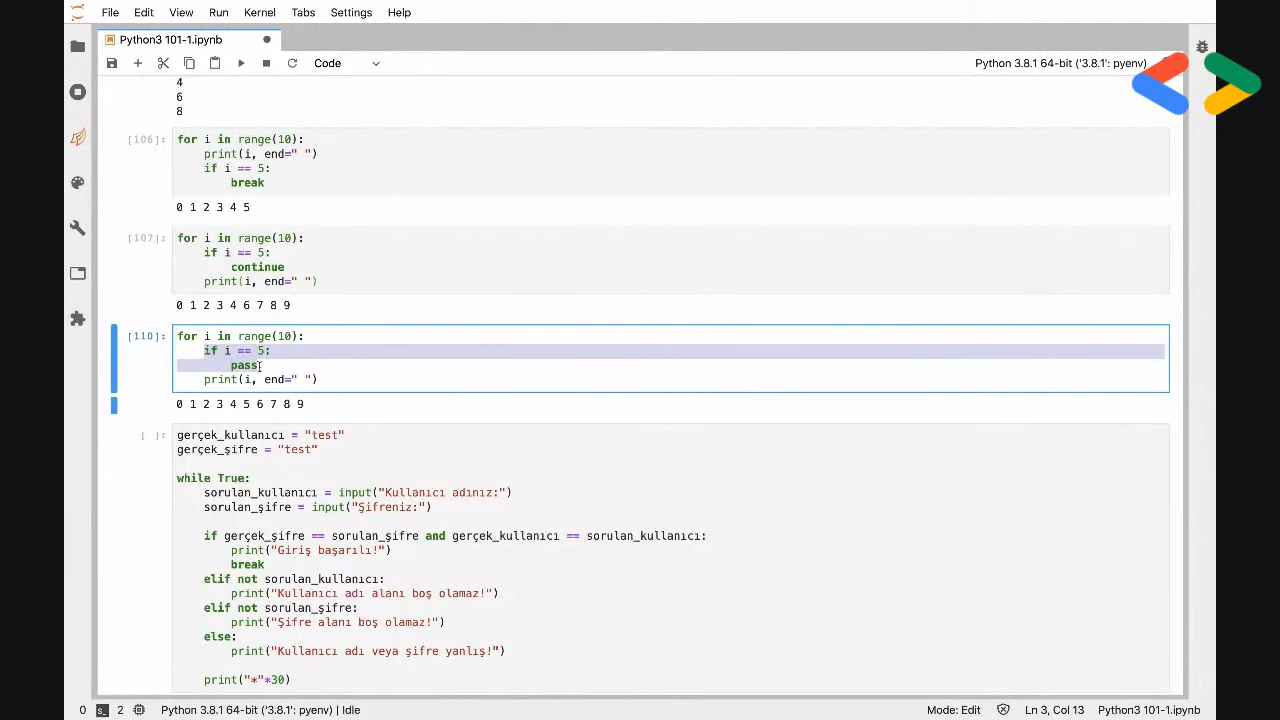 File Edit View Run Kernel Tabs Settings Help
Python3 101-1.ipynb
Code
Python 3.8.1 64-bit ('3.8.1': pyenv)
4
6
8
[106]:
for i in range(10):
print(i, end=" ")
if i == 5:
break
0 1 2 3 4 5
[107]:
for i in range(10):
if i == 5:
continue
print(i, end=" ")
0 1 2 3 4 6 7 8 9
[110]:
for i in range(10):
if i == 5:
pass
print(i, end=" ")
0 1 2 3 4 5 6 7 8 9
[ ]:
gerçek_kullanıcı = "test"
gerçek_şifre = "test"
while True:
sorulan_kullanıcı = input("Kullanıcı adınız:")
sorulan_şifre = input("Şifreniz:")
if gerçek_şifre == sorulan_şifre and gerçek_kullanıcı == sorulan_kullanıcı:
print("Giriş başarılı!")
break
elif not sorulan_kullanıcı:
print("Kullanıcı adı alanı boş olamaz!")
elif not sorulan_şifre:
print("Şifre alanı boş olamaz!")
else:
print("Kullanıcı adı veya şifre yanlış!")
print("*"*30)
0 2 Python 3.8.1 64-bit ('3.8.1': pyenv) | Idle
Mode: Edit Ln 3, Col 13 Python3 101-1.ipynb